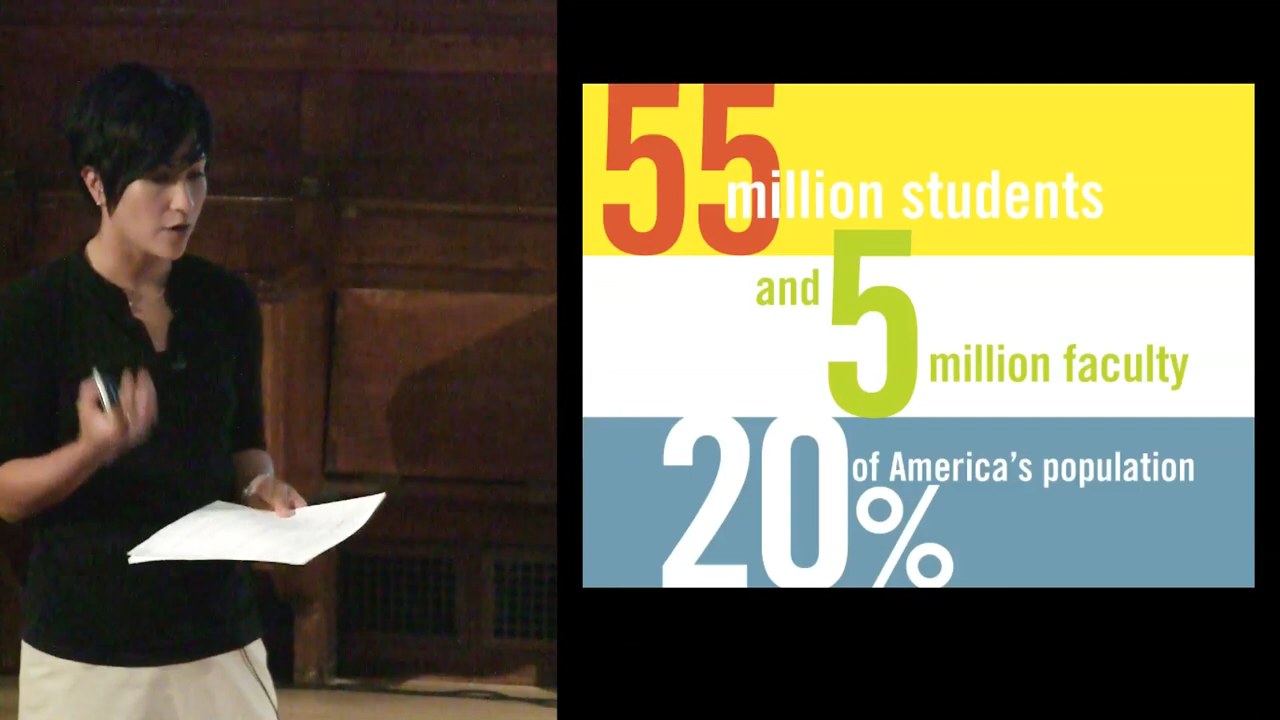 55
million students
and 5
million faculty
20%
of America's population